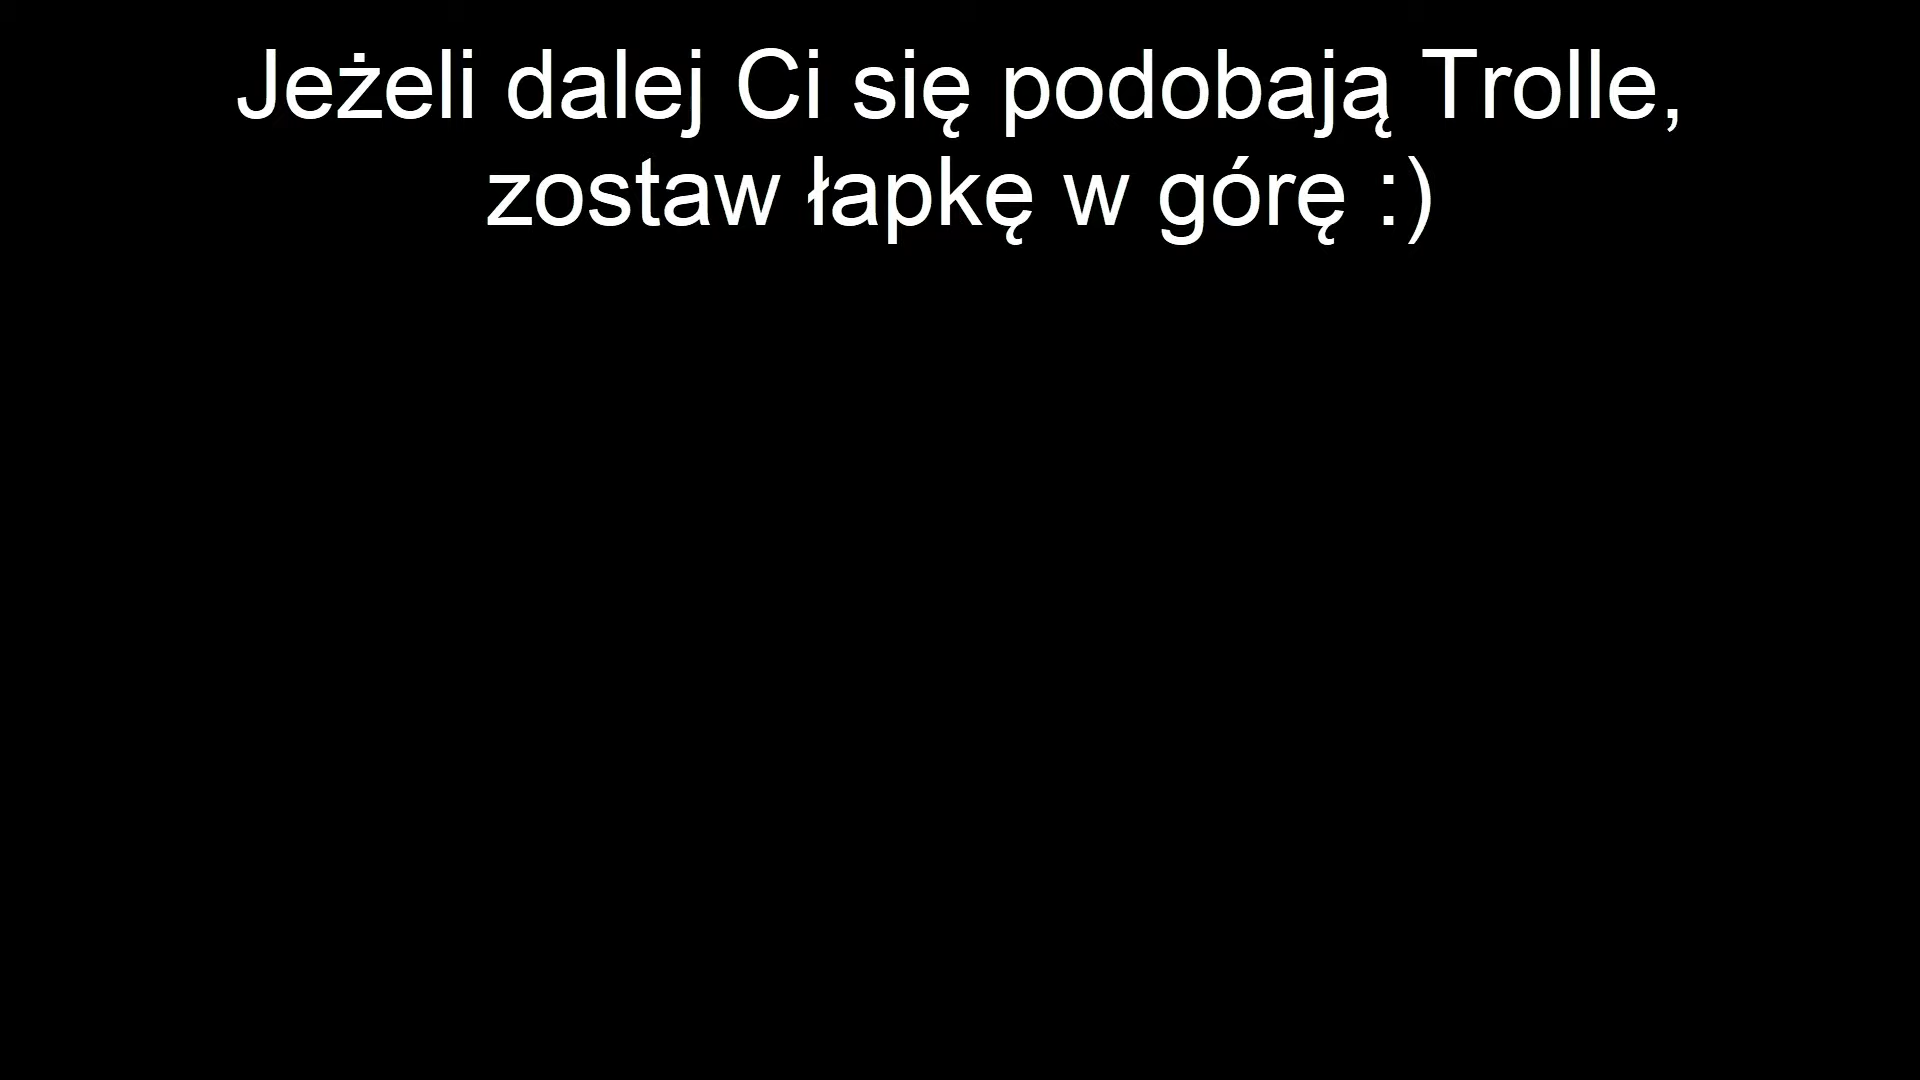 Jeżeli dalej Ci się podobają Trolle,
zostaw łapkę w górę :)